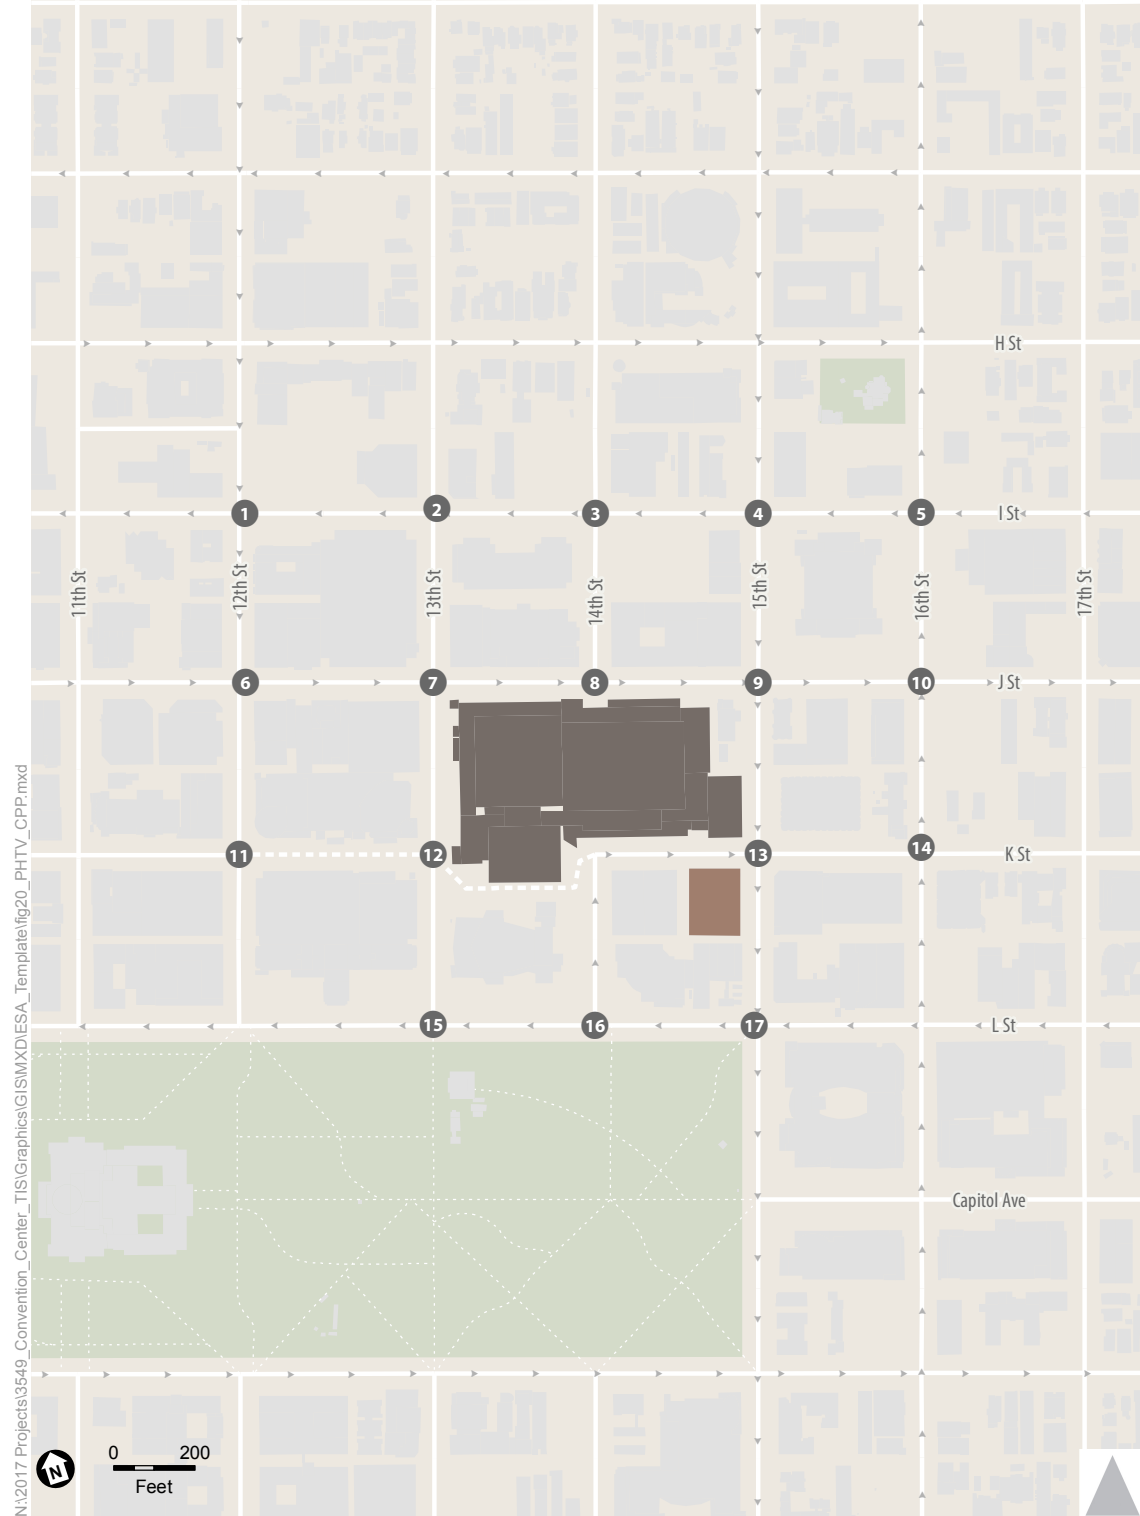 H St
1
2
3
4
5
I St
11th St
12th St
13th St
14th St
15th St
16th St
17th St
6
7
8
9
10
J St
11
12
13
14
K St
15
16
17
L St
Capitol Ave
N:\2017 Projects\3549_Convention_Center_TIS\Graphics\GIS\MXD\ESA_Template\fig20_PHTV_CPP.mxd
N
0 200
Feet